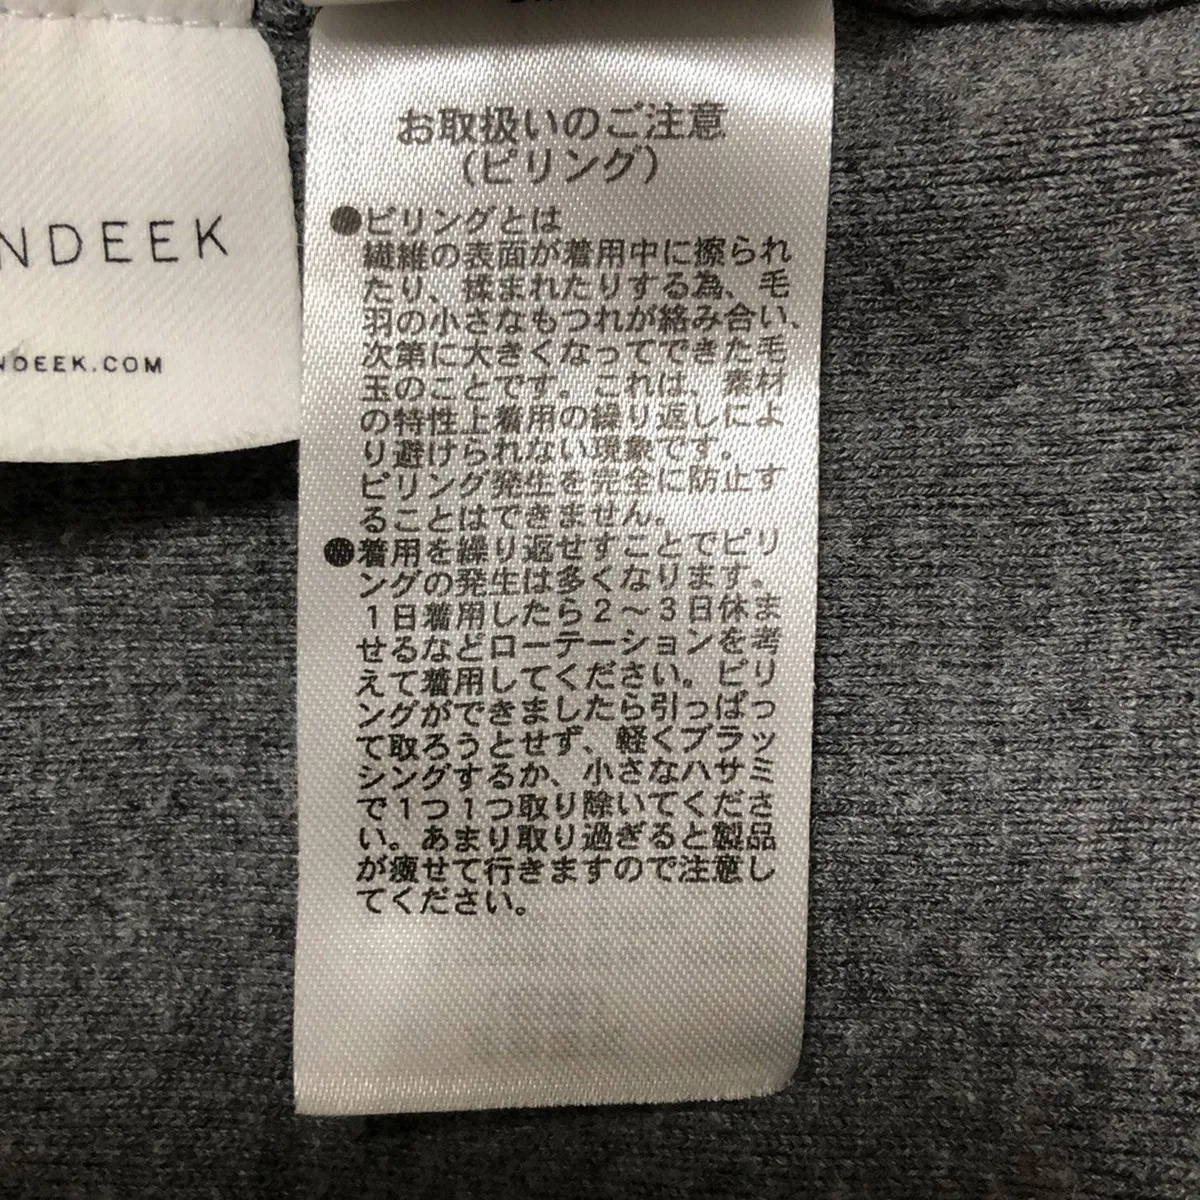 NDEEK
NDEEK.COM
お取扱いのご注意
(ピリング)
●ピリングとは
繊維の表面が着用中に擦られ
たり、揉まれたりする為、毛
羽の小さなもつれが絡み合い、
次第に大きくなってできた毛
玉のことです。これは、素材
の特性上着用の繰り返しによ
り避けられない現象です。
ピリング発生を完全に防止す
ることはできません。
●着用を繰り返せすことでピリ
ングの発生は多くなります。
1日着用したら2~3日休ま
せるなどローテーションを考
えて着用してください。ピリ
ングができましたら引っぱっ
て取ろうとせず、軽くブラッ
シングするか、小さなハサミ
で1つ1つ取り除いてくださ
い。あまり取り過ぎると製品
が痩せて行きますので注意し
てください。